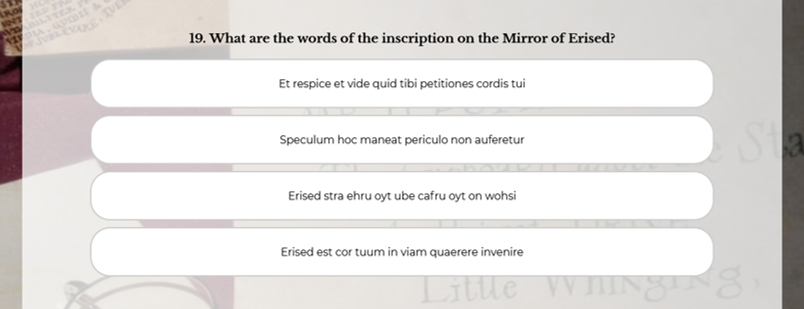 19. What are the words of the inscription on the Mirror of Erised?
Et respice et vide quid tibi petitiones cordis tui
Speculum hoc maneat periculo non auferetur
Erised stra ehru oyt ube cafru oyt on wohsi
Erised est cor tuum in viam quaerere invenire
Little Whinging,